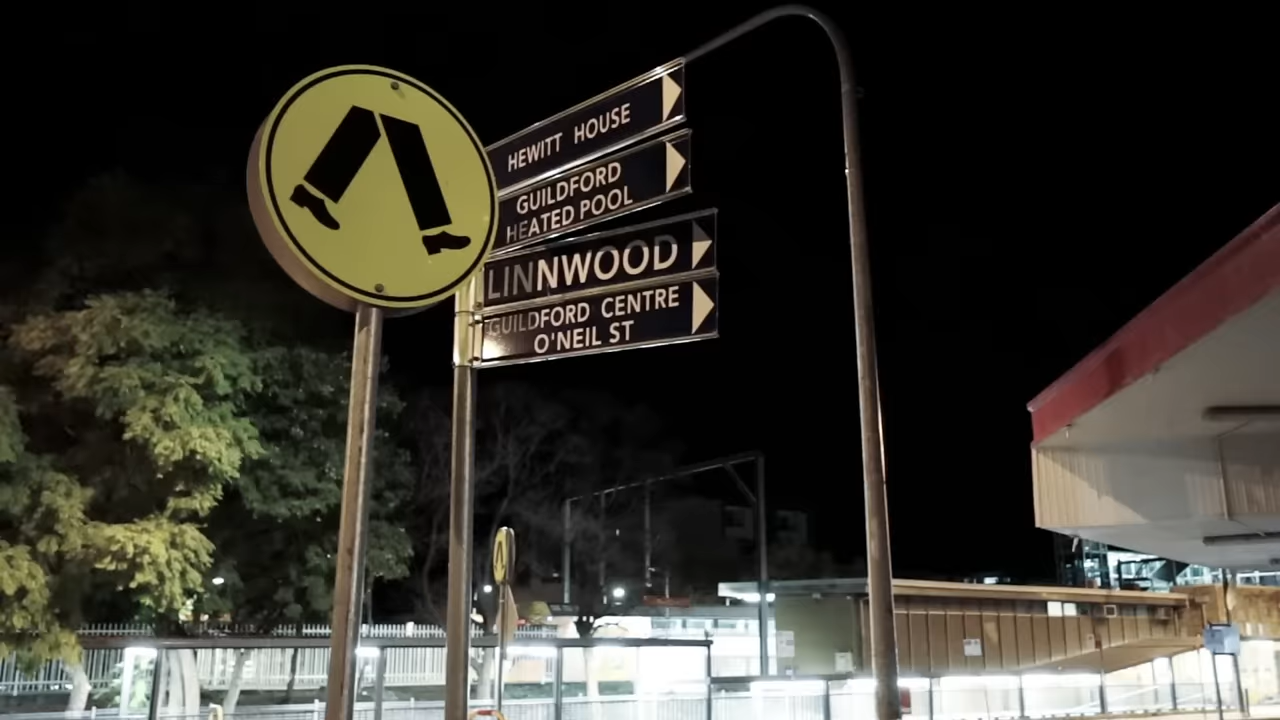 HEWITT HOUSE
GUILDFORD
HEATED POOL
LINNWOOD
GUILDFORD CENTRE
O'NEIL ST